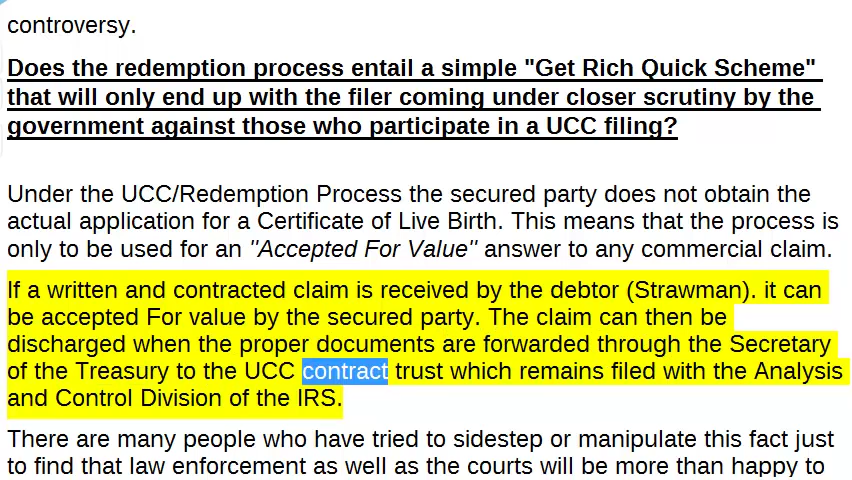 controversy.
Does the redemption process entail a simple "Get Rich Quick Scheme"
that will only end up with the filer coming under closer scrutiny by the
government against those who participate in a UCC filing?
Under the UCC/Redemption Process the secured party does not obtain the
actual application for a Certificate of Live Birth. This means that the process is
only to be used for an "Accepted For Value" answer to any commercial claim.
If a written and contracted claim is received by the debtor (Strawman). it can
be accepted For value by the secured party. The claim can then be
discharged when the proper documents are forwarded through the Secretary
of the Treasury to the UCC contract trust which remains filed with the Analysis
and Control Division of the IRS.
There are many people who have tried to sidestep or manipulate this fact just
to find that law enforcement as well as the courts will be more than happy to